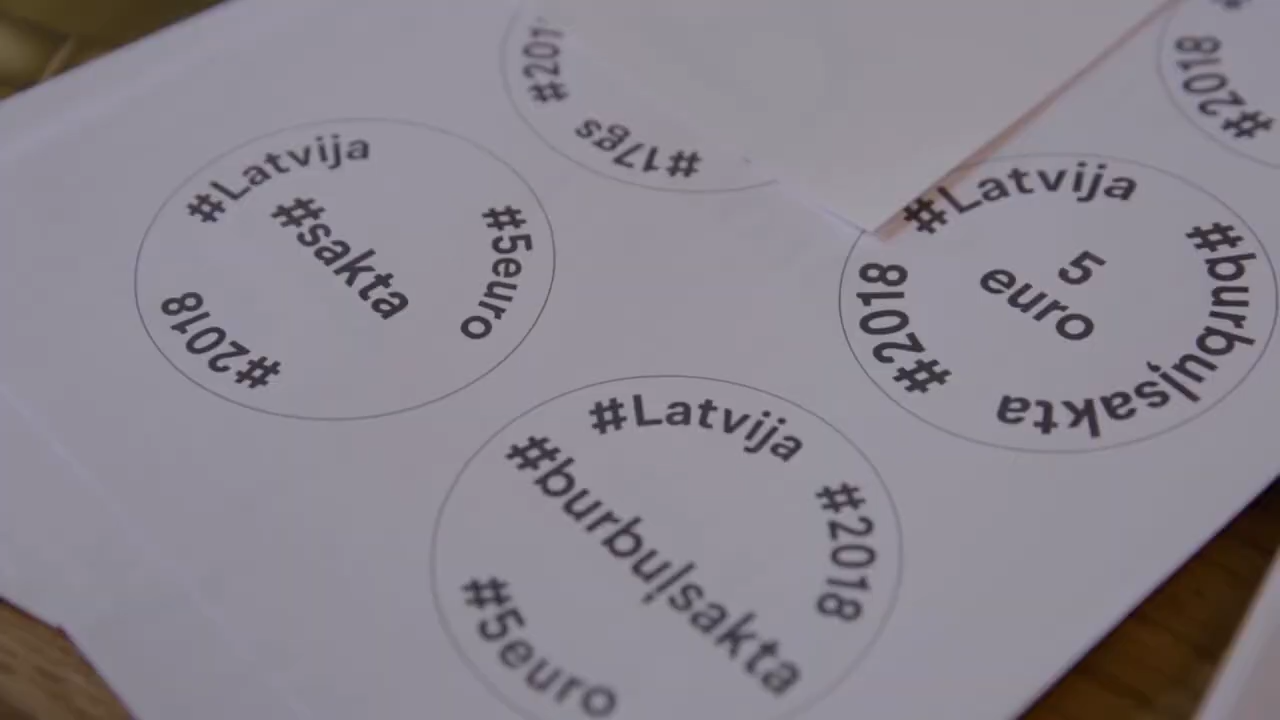 #Latvija
#sakta
#5euro
#2018
#17gs
#2018
#Latvija
5
euro
#burbuļsakta
#2018
#Latvija
#burbuļsakta
#2018
#5euro